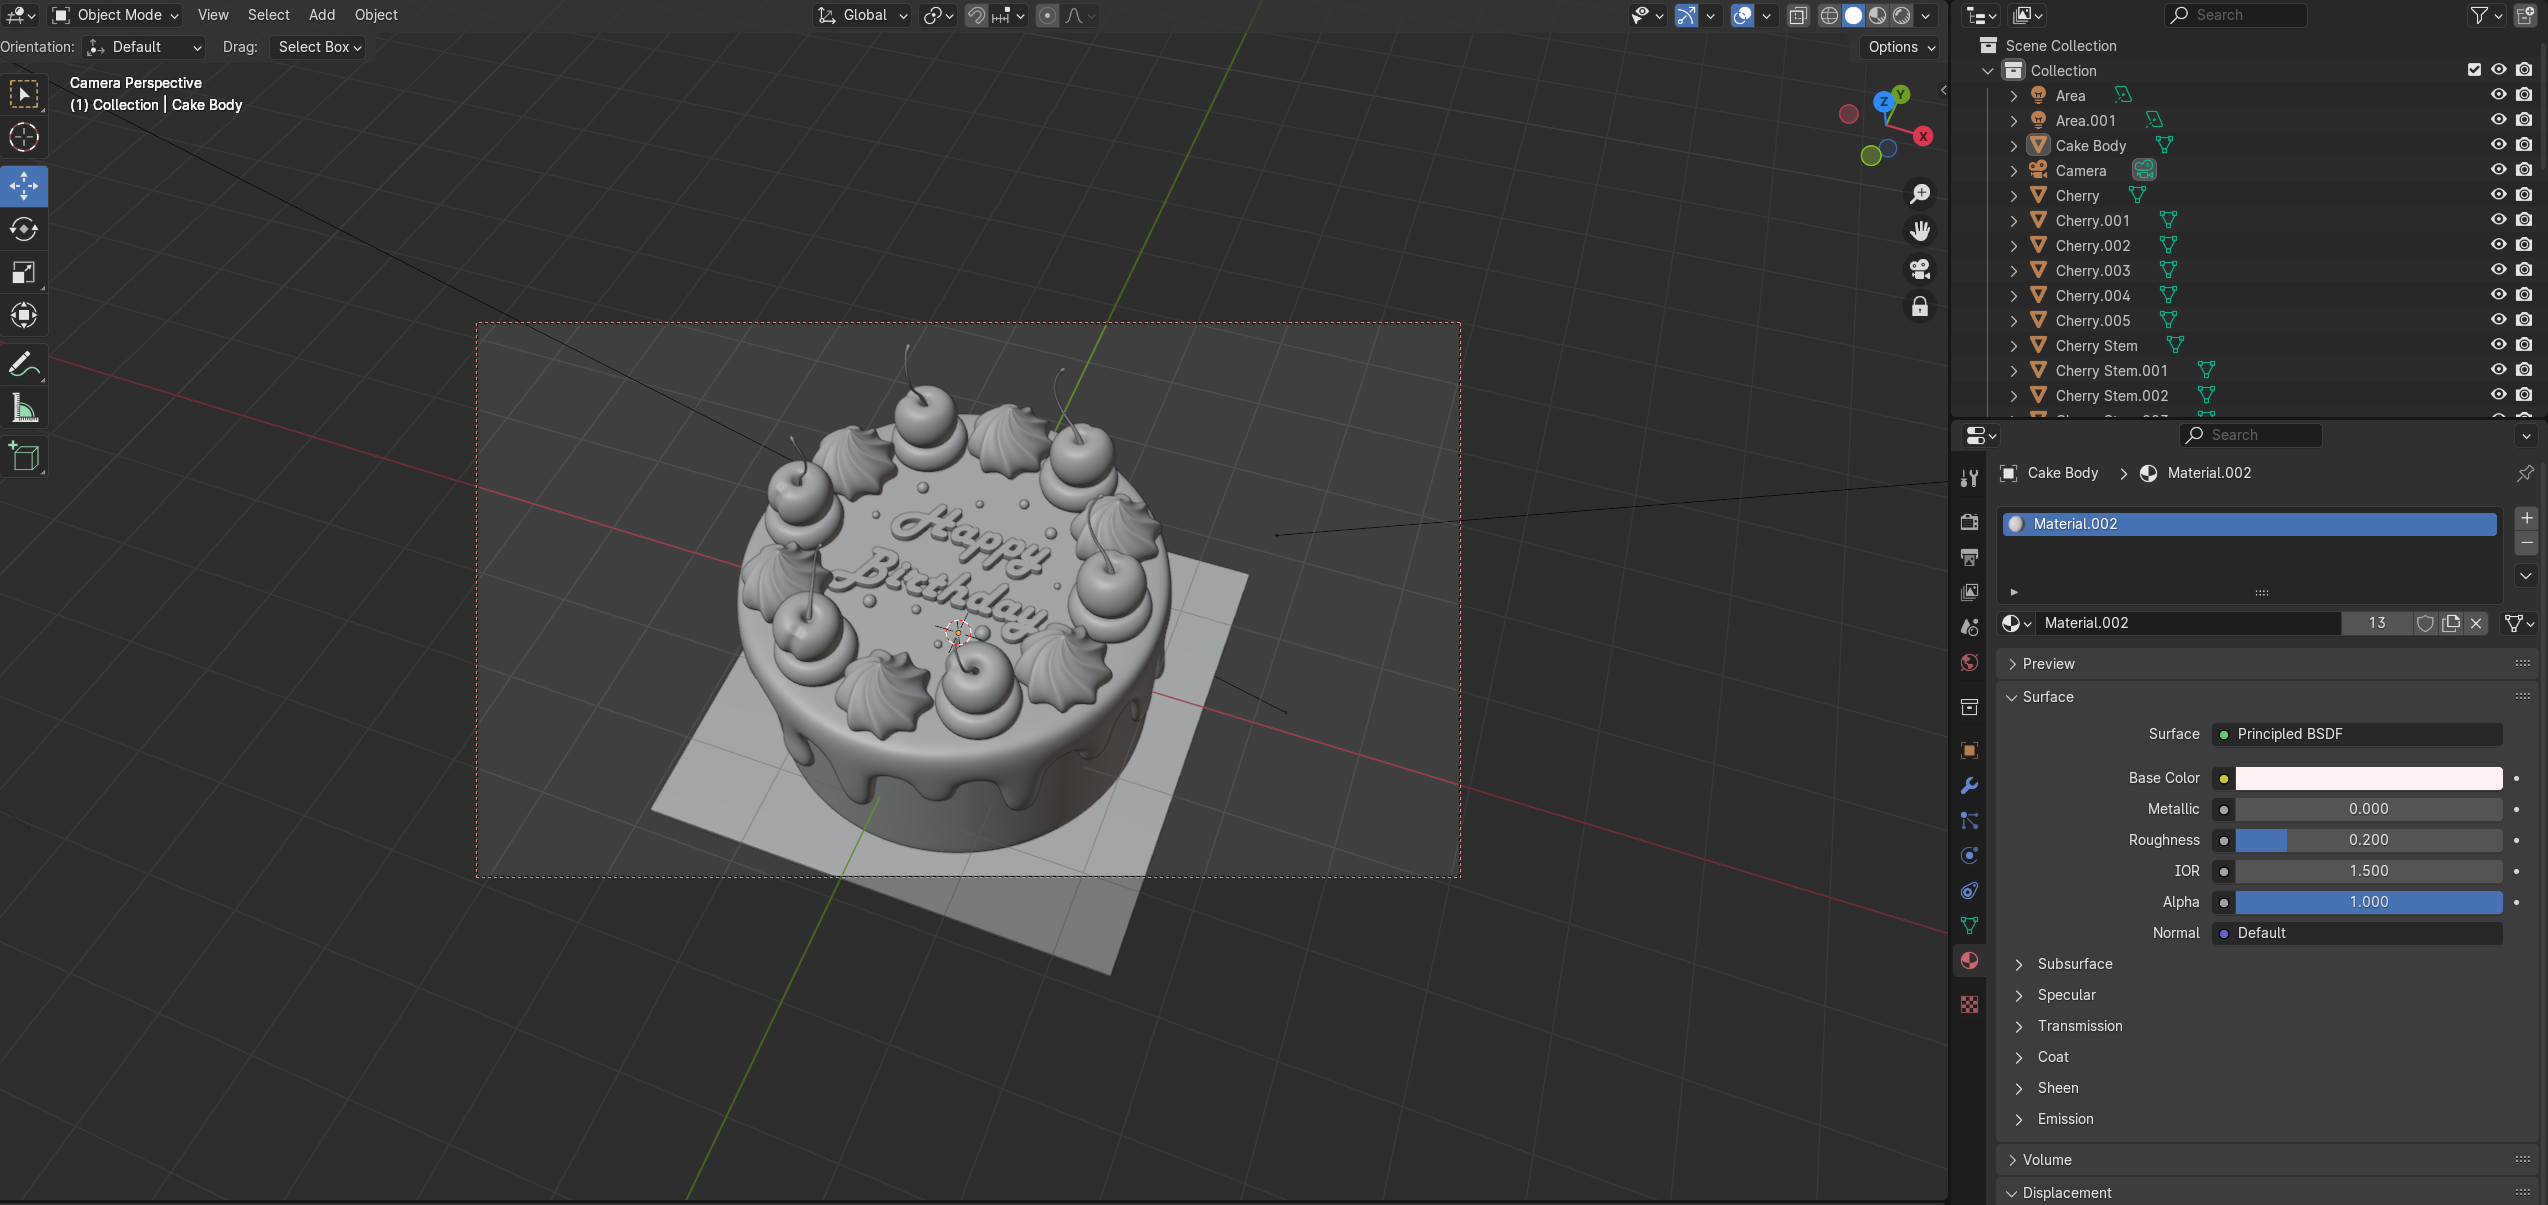 Object Mode View Select Add Object Global
Orientation: Default Drag: Select Box Options
Camera Perspective
(1) Collection | Cake Body
Z Y X
Happy
Birthday
Search
Scene Collection
Collection
Area
Area.001
Cake Body
Camera
Cherry
Cherry.001
Cherry.002
Cherry.003
Cherry.004
Cherry.005
Cherry Stem
Cherry Stem.001
Cherry Stem.002
Search
Cake Body > Material.002
Material.002
Material.002 13
Preview
Surface
Surface Principled BSDF
Base Color
Metallic 0.000
Roughness 0.200
IOR 1.500
Alpha 1.000
Normal Default
Subsurface
Specular
Transmission
Coat
Sheen
Emission
Volume
Displacement